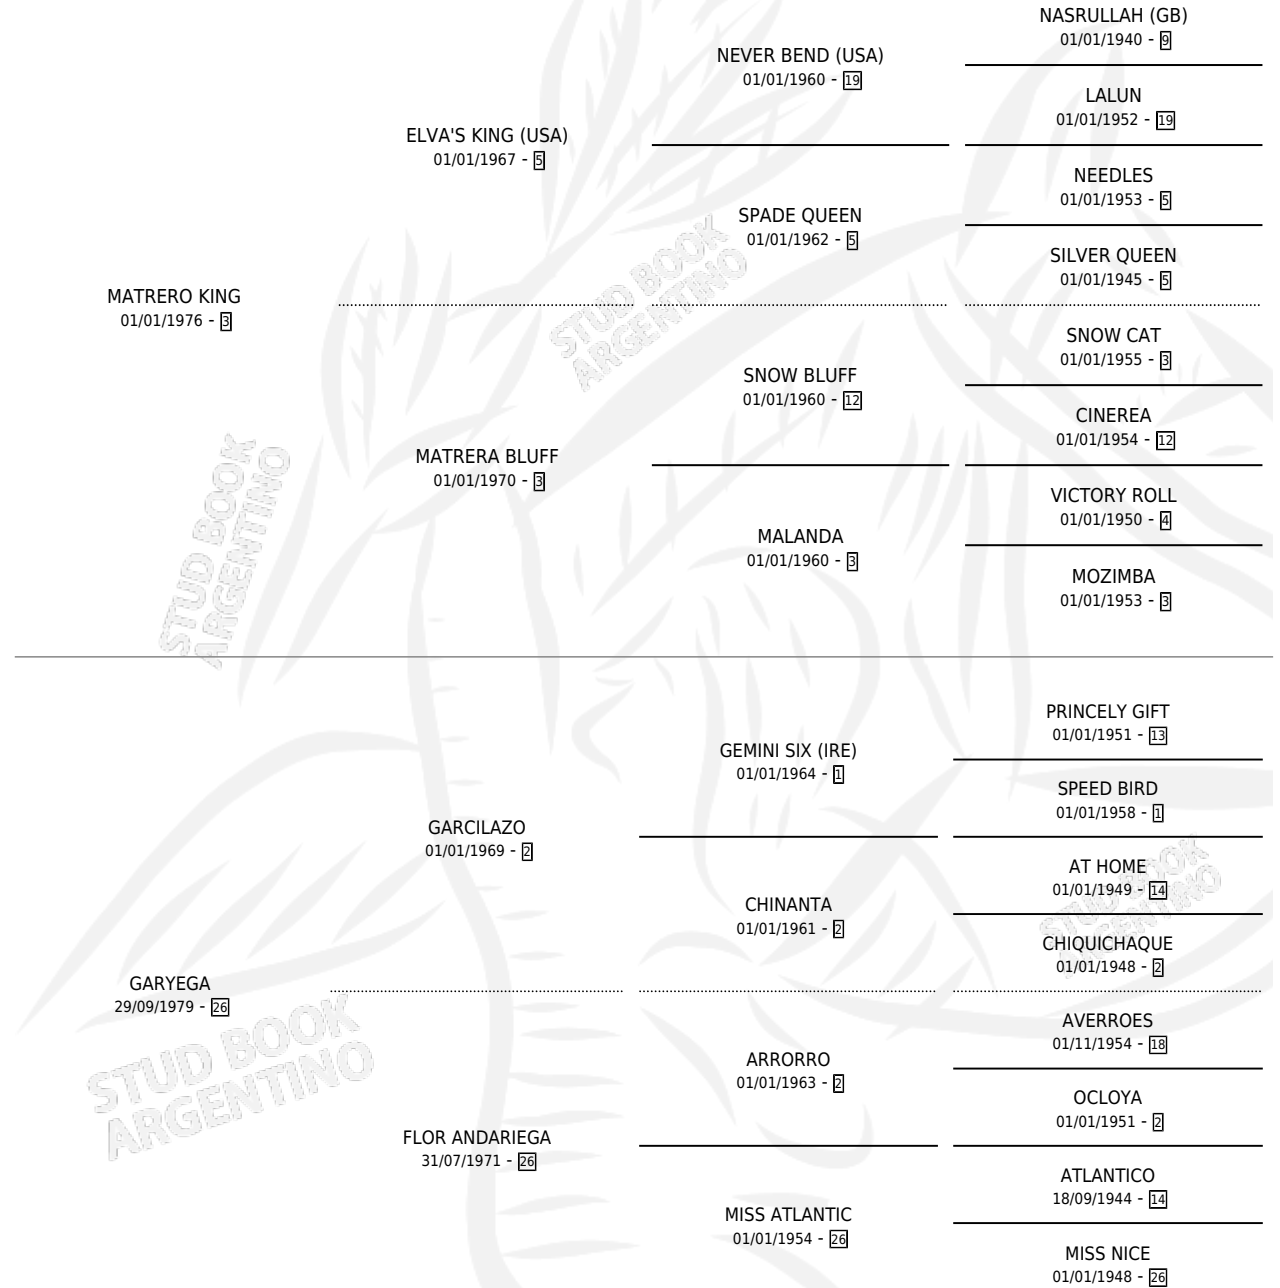 NASRULLAH (GB)
01/01/1940 - 9
NEVER BEND (USA)
01/01/1960 - 19
LALUN
01/01/1952 - 19
ELVA'S KING (USA)
01/01/1967 - 5
NEEDLES
01/01/1953 - 5
SPADE QUEEN
01/01/1962 - 5
SILVER QUEEN
01/01/1945 - 5
MATRERO KING
01/01/1976 - 3
SNOW CAT
01/01/1955 - 3
SNOW BLUFF
01/01/1960 - 12
CINEREA
01/01/1954 - 12
MATRERA BLUFF
01/01/1970 - 3
VICTORY ROLL
01/01/1950 - 4
MALANDA
01/01/1960 - 3
MOZIMBA
01/01/1953 - 3
PRINCELY GIFT
01/01/1951 - 13
GEMINI SIX (IRE)
01/01/1964 - 1
SPEED BIRD
01/01/1958 - 1
GARCILAZO
01/01/1969 - 2
AT HOME
01/01/1949 - 14
CHINANTA
01/01/1961 - 2
CHIQUICHAQUE
01/01/1948 - 2
GARYEGA
29/09/1979 - 26
AVERROES
01/11/1954 - 18
ARRORRO
01/01/1963 - 2
OCLOYA
01/01/1951 - 2
FLOR ANDARIEGA
31/07/1971 - 26
ATLANTICO
18/09/1944 - 14
MISS ATLANTIC
01/01/1954 - 26
MISS NICE
01/01/1948 - 26
STUD BOOK
ARGENTINO
STUD BOOK
ARGENTINO
STUD BOOK
ARGENTINO
STUD BOOK
ARGENTINO